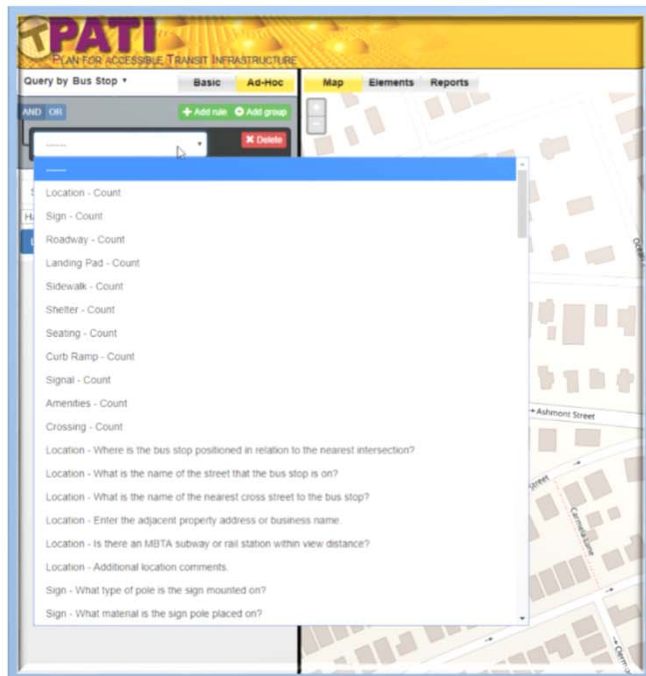 TPATI
PLAN FOR ACCESSIBLE TRANSIT INFRASTRUCTURE
Query by Bus Stop
Basic
Ad-Hoc
Map
Elements
Reports
AND OR
+ Add rule
Add group
------
Delete
------
Location - Count
Sign - Count
Roadway - Count
Landing Pad - Count
Sidewalk - Count
Shelter - Count
Seating - Count
Curb Ramp - Count
Signal - Count
Amenities - Count
Crossing - Count
Location - Where is the bus stop positioned in relation to the nearest intersection?
Location - What is the name of the street that the bus stop is on?
Location - What is the name of the nearest cross street to the bus stop?
Location - Enter the adjacent property address or business name.
Location - Is there an MBTA subway or rail station within view distance?
Location - Additional location comments.
Sign - What type of pole is the sign mounted on?
Sign - What material is the sign pole placed on?
Ocean
Ashmont Street
Street
Carmela Lane
Clermo